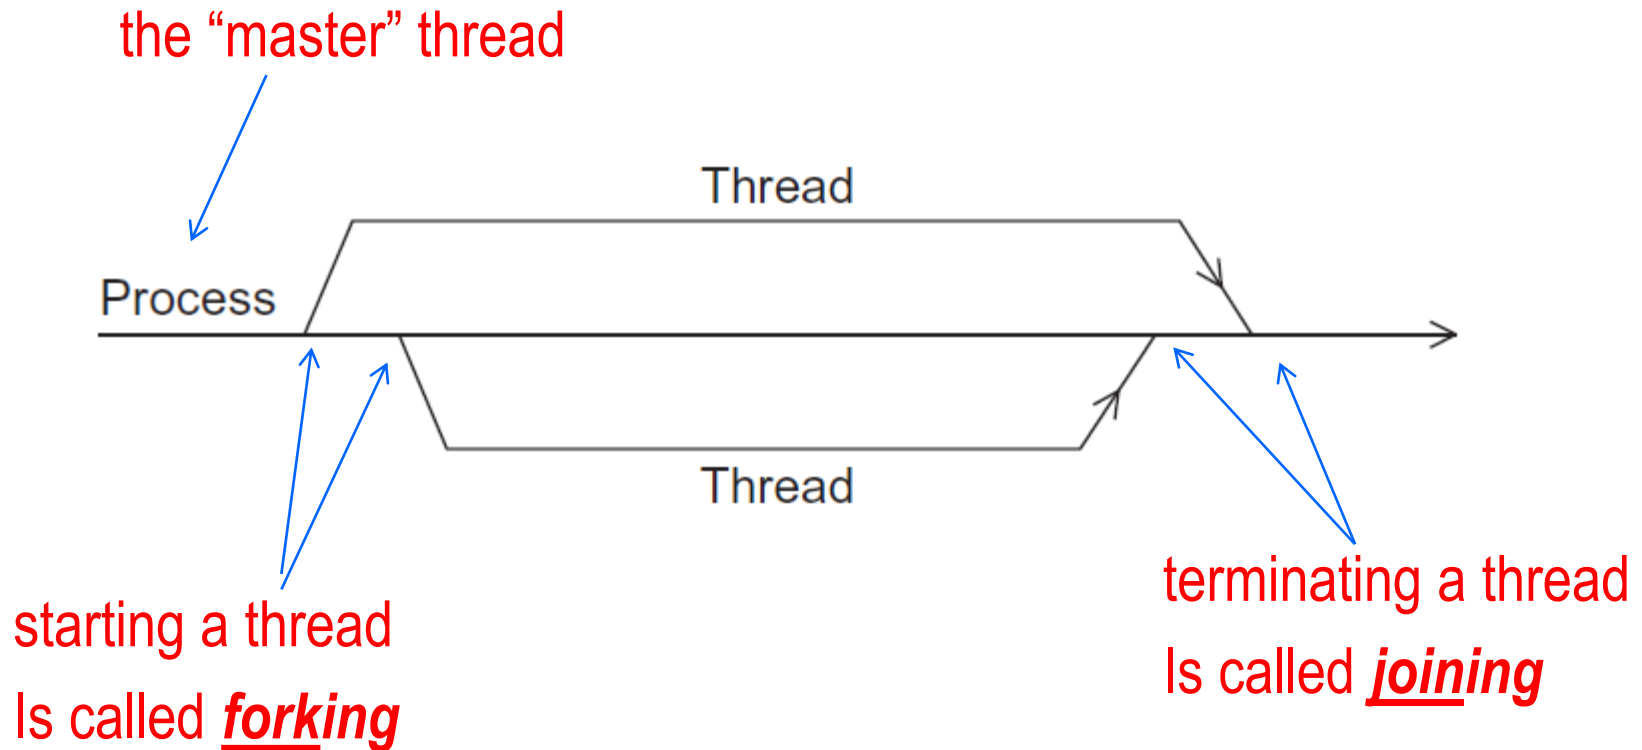 the “master” thread
Thread
Process
Thread
starting a thread
Is called forking
terminating a thread
Is called joining